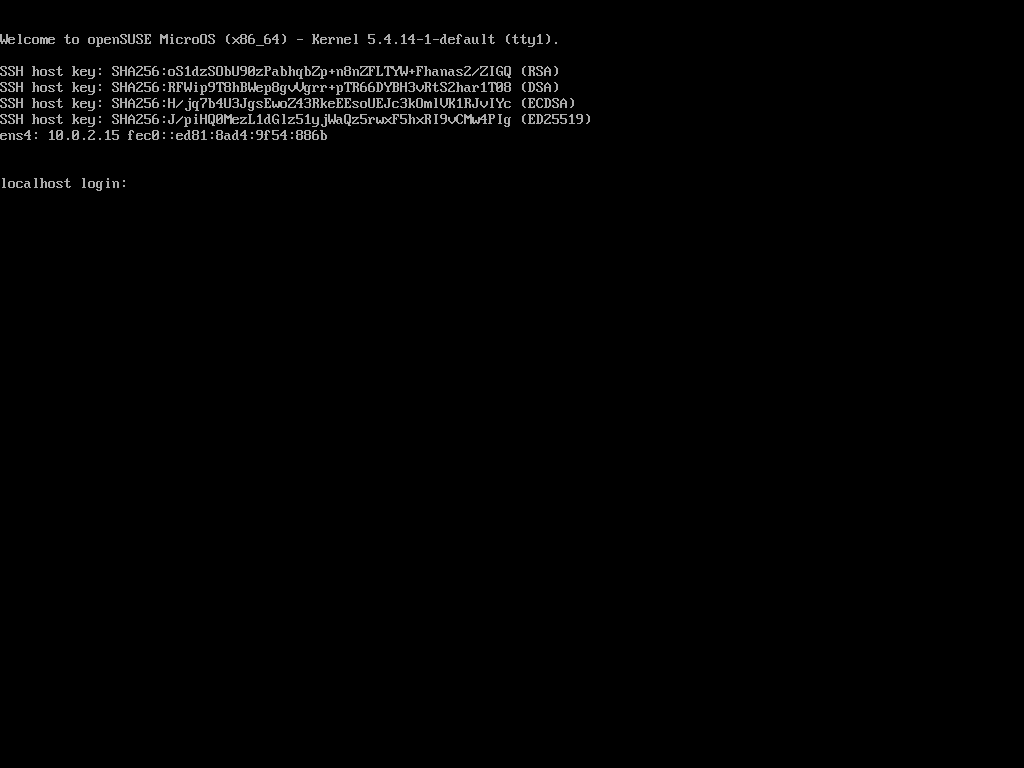 Welcome to openSUSE MicroOS (x86_64) - Kernel 5.4.14-1-default (tty1).
SSH host key: SHA256:oS1dzSObU90zPabhqbZp+n8nZFLTYW+Fhanas2/ZIGQ (RSA)
SSH host key: SHA256:RFWip9T8hBWep8gvVgrr+pTR66DYBH3vRtS2har1T08 (DSA)
SSH host key: SHA256:H/jq7b4U3JgsEwoZ43RkeEEsoUEJc3kOmlVK1RJvIYc (ECDSA)
SSH host key: SHA256:J/piHQ0MezL1dGlz51yjWaQz5rwxF5hxRI9vCMw4PIg (ED25519)
ens4: 10.0.2.15 fec0::ed81:8ad4:9f54:886b
localhost login: